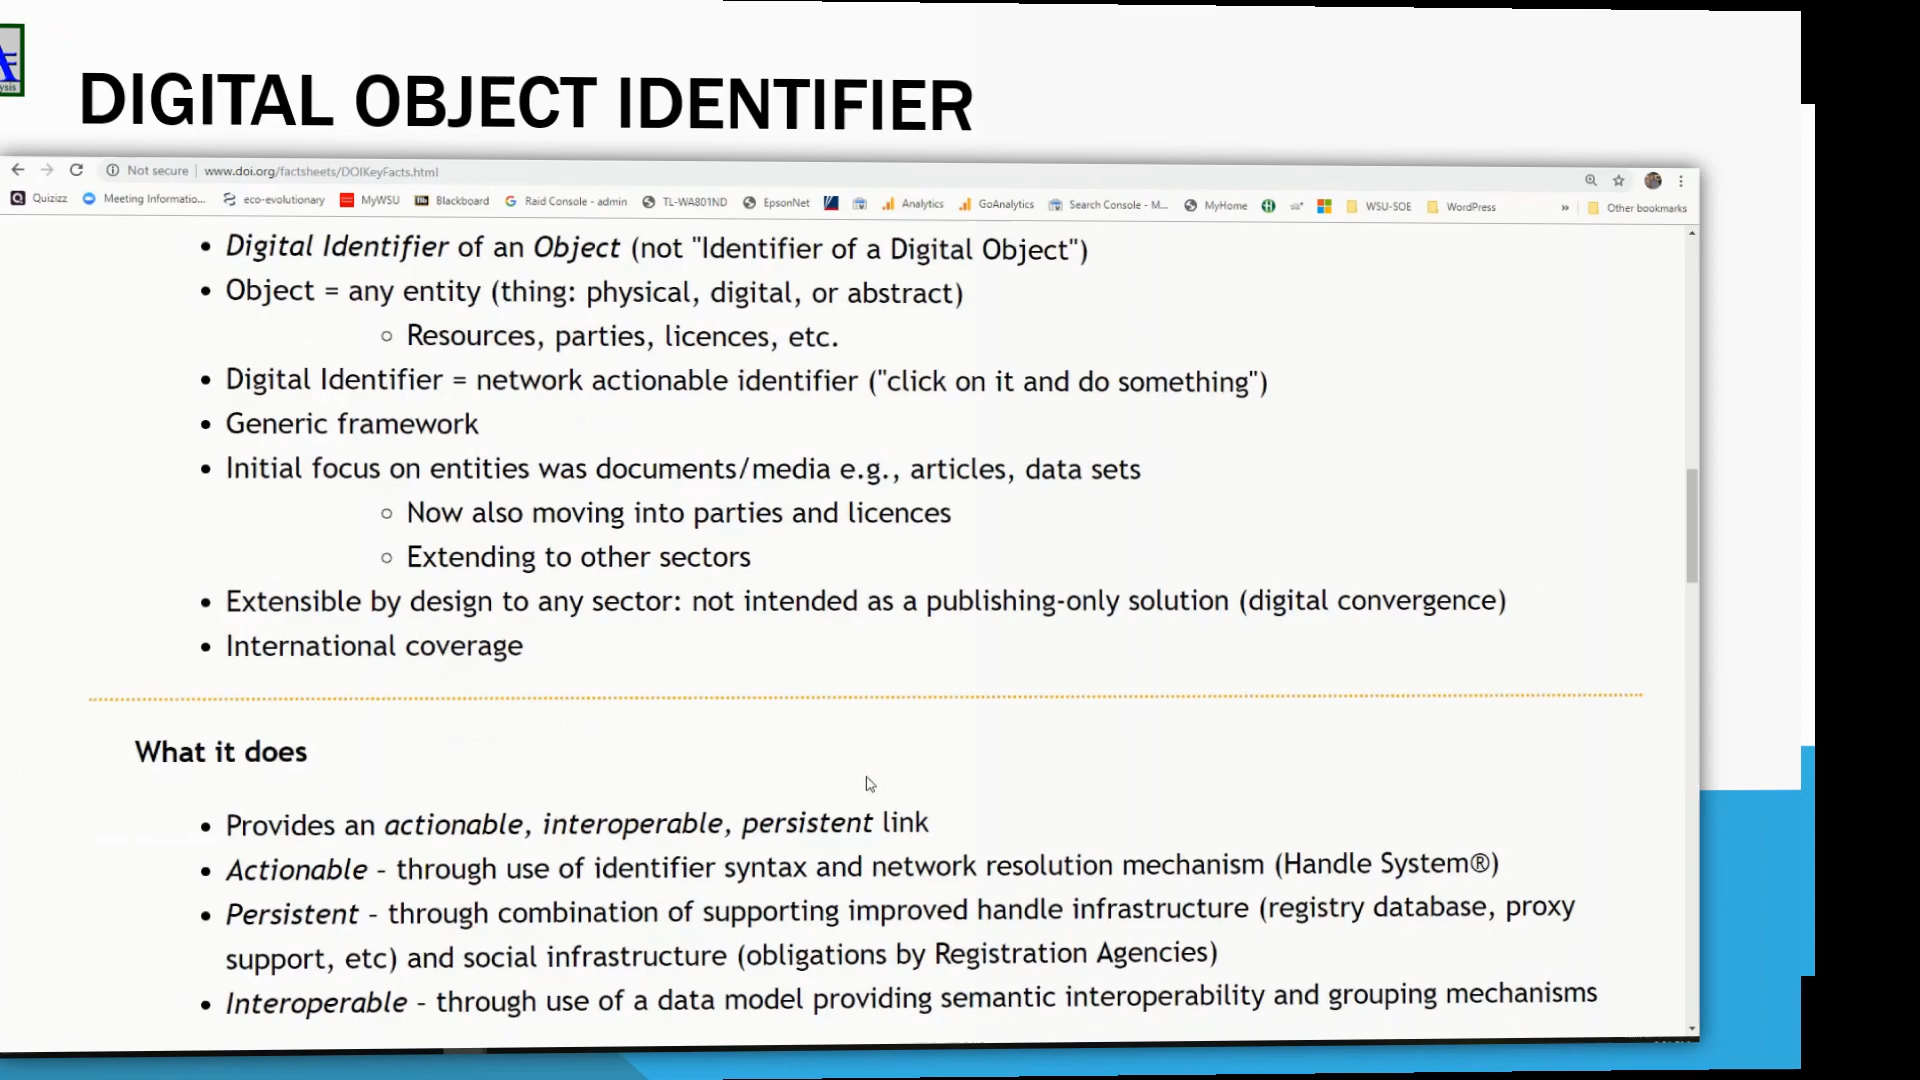 ysis
DIGITAL OBJECT IDENTIFIER
Not secure | www.doi.org/factsheets/DOIKeyFacts.html
Quizizz Meeting Informatio... eco-evolutionary MyWSU Blackboard Raid Console - admin TL-WA801ND EpsonNet Analytics GoAnalytics Search Console - M... MyHome WSU-SOE WordPress » Other bookmarks
• Digital Identifier of an Object (not "Identifier of a Digital Object")
• Object = any entity (thing: physical, digital, or abstract)
○ Resources, parties, licences, etc.
• Digital Identifier = network actionable identifier ("click on it and do something")
• Generic framework
• Initial focus on entities was documents/media e.g., articles, data sets
○ Now also moving into parties and licences
○ Extending to other sectors
• Extensible by design to any sector: not intended as a publishing-only solution (digital convergence)
• International coverage
What it does
• Provides an actionable, interoperable, persistent link
• Actionable - through use of identifier syntax and network resolution mechanism (Handle System®)
• Persistent - through combination of supporting improved handle infrastructure (registry database, proxy
support, etc) and social infrastructure (obligations by Registration Agencies)
• Interoperable - through use of a data model providing semantic interoperability and grouping mechanisms